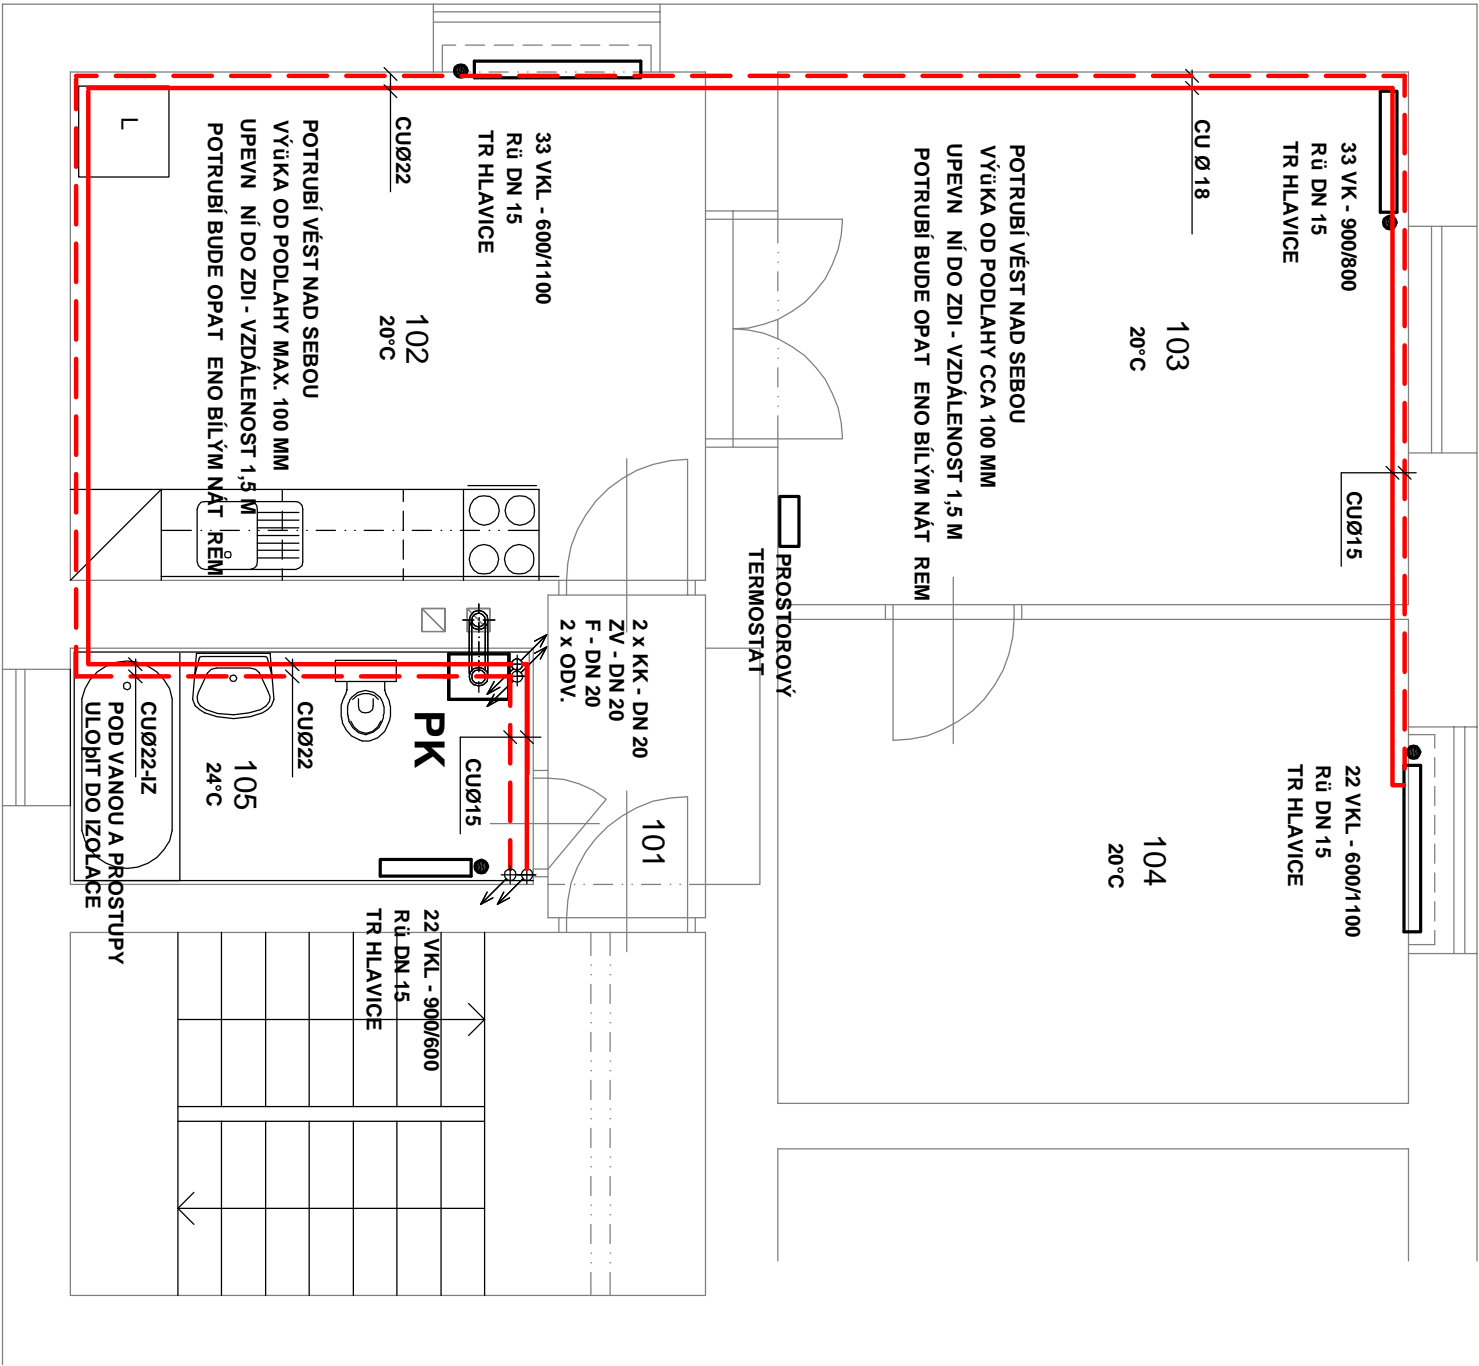 33 VK - 900/800
Rü DN 15
TR HLAVICE
CU Ø 18
POTRUBÍ VÉST NAD SEBOU
VÝüKA OD PODLAHY CCA 100 MM
UPEVN NÍ DO ZDI - VZDÁLENOST 1,5 M
POTRUBÍ BUDE OPAT ENO BÍLÝM NÁT REM
103
20°C
CUØ15
22 VKL - 600/1100
Rü DN 15
TR HLAVICE
104
20°C
33 VKL - 600/1100
Rü DN 15
TR HLAVICE
CUØ22
POTRUBÍ VÉST NAD SEBOU
VÝüKA OD PODLAHY MAX. 100 MM
UPEVN NÍ DO ZDI - VZDÁLENOST 1,5 M
POTRUBÍ BUDE OPAT ENO BÍLÝM NÁT REM
L
102
20°C
PROSTOROVÝ
TERMOSTAT
2 x KK - DN 20
ZV - DN 20
F - DN 20
2 x ODV.
101
PK
CUØ15
CUØ22
105
24°C
CUØ22-IZ
POD VANOU A PROSTUPY
ULOþIT DO IZOLACE
22 VKL - 900/600
Rü DN 15
TR HLAVICE